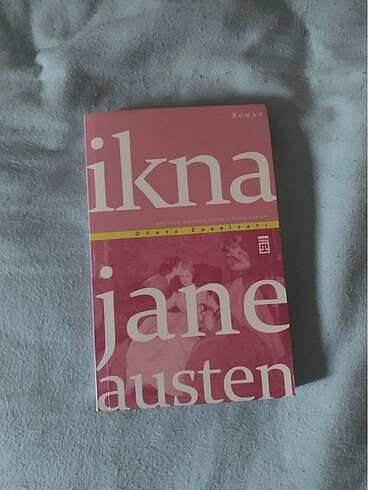 Roman
ikna
Dünya Edebiyatı
jane
austen